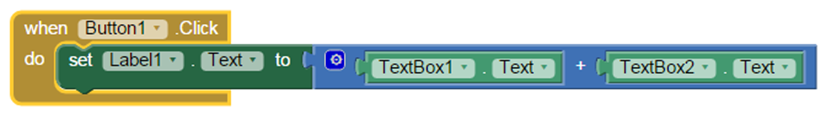 when Button1 .Click
do set Label1 . Text to TextBox1 . Text + TextBox2 . Text